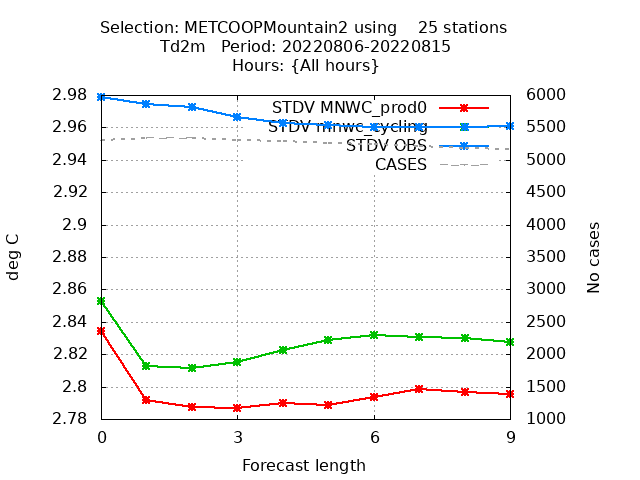 Selection: METCOOPMountain2 using    25 stations
Td2m   Period: 20220806-20220815
Hours: {All hours}
2.98
2.96
2.94
2.92
2.9
2.88
2.86
2.84
2.82
2.8
2.78
deg C
STDV MNWC_prod0
STDV mnwc_cycling
STDV OBS
CASES
6000
5500
5000
4500
4000
3500
3000
2500
2000
1500
1000
No cases
0 3 6 9
Forecast length